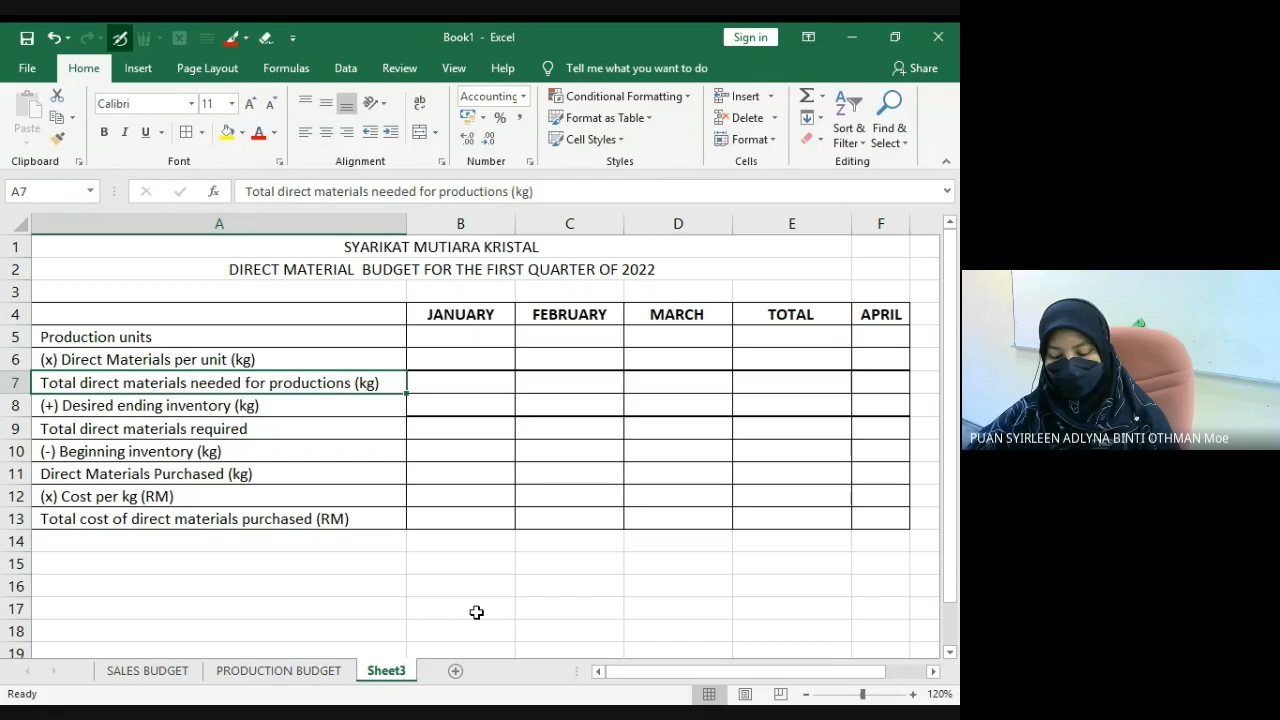 Book1 - Excel
Sign in
File Home Insert Page Layout Formulas Data Review View Help Tell me what you want to do Share
Paste
Calibri 11
B I U
Accounting
Conditional Formatting
Format as Table
Cell Styles
Insert
Delete
Format
Sort & Filter
Find & Select
Clipboard Font Alignment Number Styles Cells Editing
A7 fx Total direct materials needed for productions (kg)
A B C D E F
1 SYARIKAT MUTIARA KRISTAL
2 DIRECT MATERIAL BUDGET FOR THE FIRST QUARTER OF 2022
3
4 JANUARY FEBRUARY MARCH TOTAL APRIL
5 Production units
6 (x) Direct Materials per unit (kg)
7 Total direct materials needed for productions (kg)
8 (+) Desired ending inventory (kg)
9 Total direct materials required
10 (-) Beginning inventory (kg)
11 Direct Materials Purchased (kg)
12 (x) Cost per kg (RM)
13 Total cost of direct materials purchased (RM)
14
15
16
17
18
19
SALES BUDGET PRODUCTION BUDGET Sheet3
Ready 120%
PUAN SYIRLEEN ADLYNA BINTI OTHMAN Moe